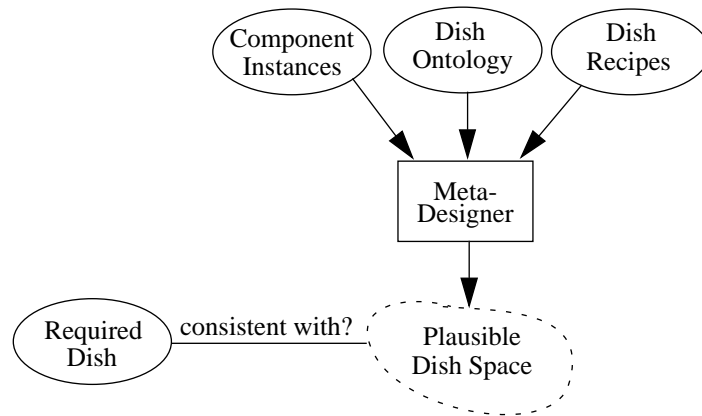 Component
Instances
Dish
Ontology
Dish
Recipes
Meta-
Designer
consistent with?
Required
Dish
Plausible
Dish Space